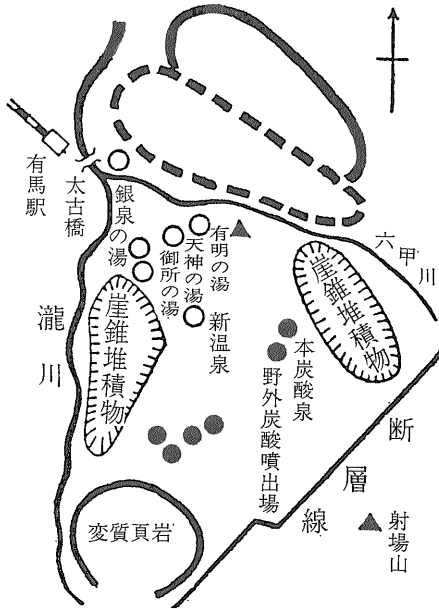 有馬駅
太古橋
銀泉の湯
御所の湯
天神の湯
有明の湯
新温泉
六甲川
瀧川
崖錐堆積物
崖錐堆積物
本炭酸泉
野外炭酸噴出場
断層線
射場山
変質頁岩